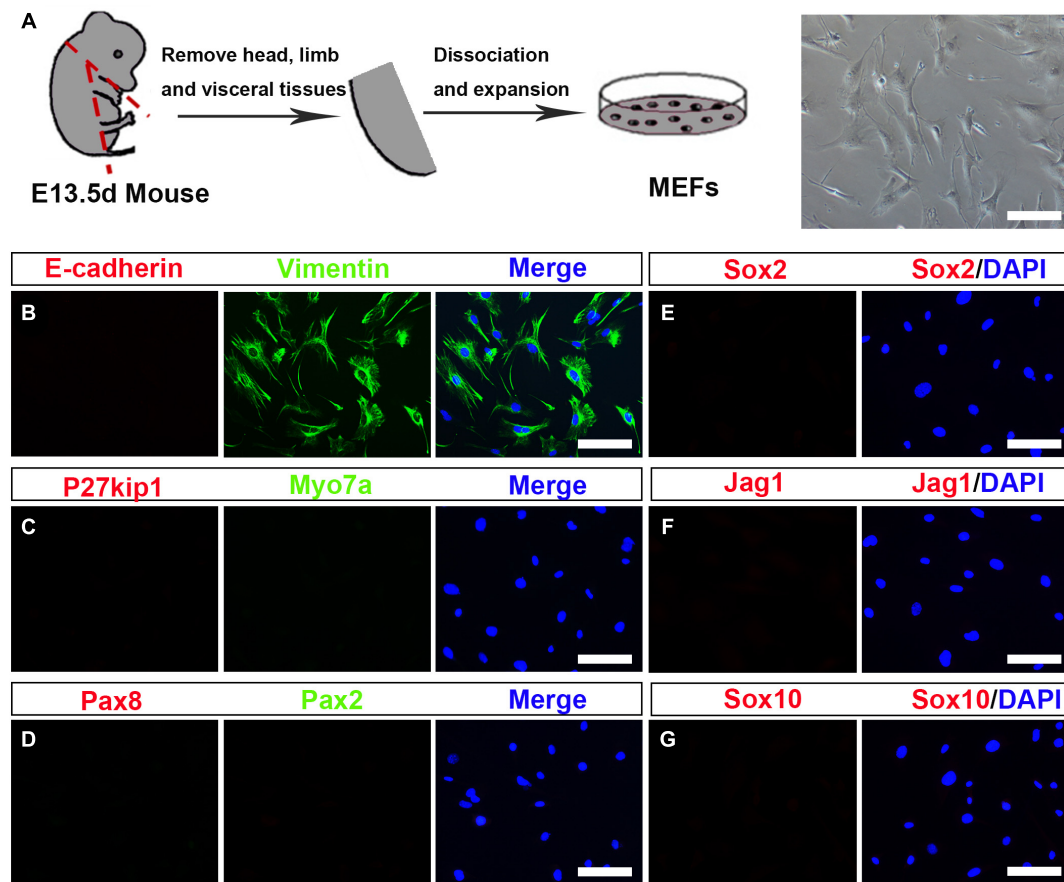 A
Remove head, limb
and visceral tissues
Dissociation
and expansion
E13.5d Mouse
MEFs
E-cadherin Vimentin Merge
Sox2 Sox2/DAPI
B
E
P27kip1 Myo7a Merge
Jag1 Jag1/DAPI
C
F
Pax8 Pax2 Merge
Sox10 Sox10/DAPI
D
G